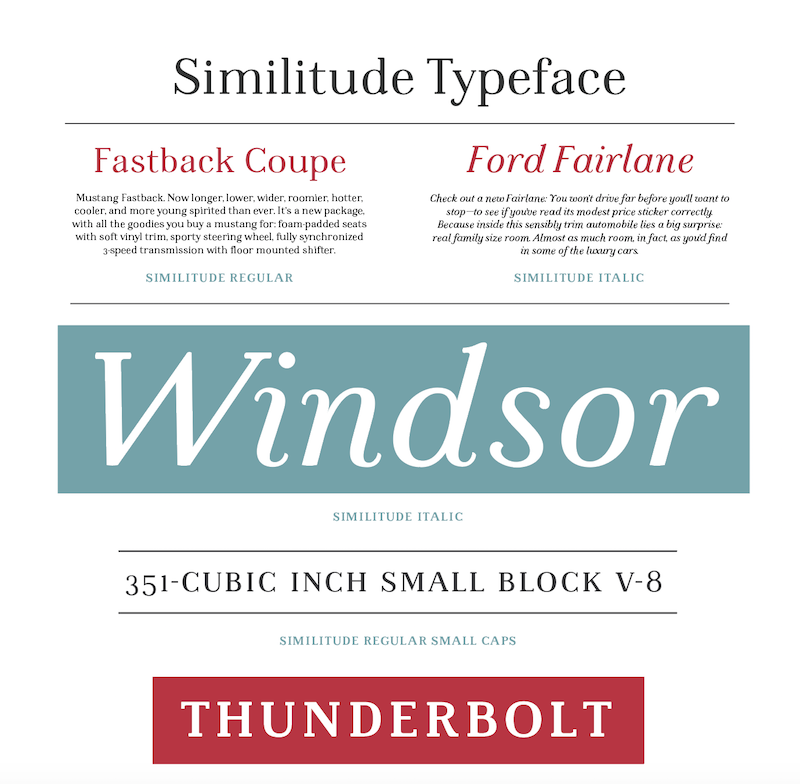 Similitude Typeface
Fastback Coupe
Mustang Fastback. Now longer, lower, wider, roomier, hotter,
cooler, and more young spirited than ever. It's a new package,
with all the goodies you buy a mustang for: foam-padded seats
with soft vinyl trim, sporty steering wheel, fully synchronized
3-speed transmission with floor mounted shifter.
SIMILITUDE REGULAR
Ford Fairlane
Check out a new Fairlane: You won't drive far before you'll want to
stop—to see if you've read its modest price sticker correctly.
Because inside this sensibly trim automobile lies a big surprise:
real family size room. Almost as much room, in fact, as you'd find
in some of the luxury cars.
SIMILITUDE ITALIC
Windsor
SIMILITUDE ITALIC
351-CUBIC INCH SMALL BLOCK V-8
SIMILITUDE REGULAR SMALL CAPS
THUNDERBOLT